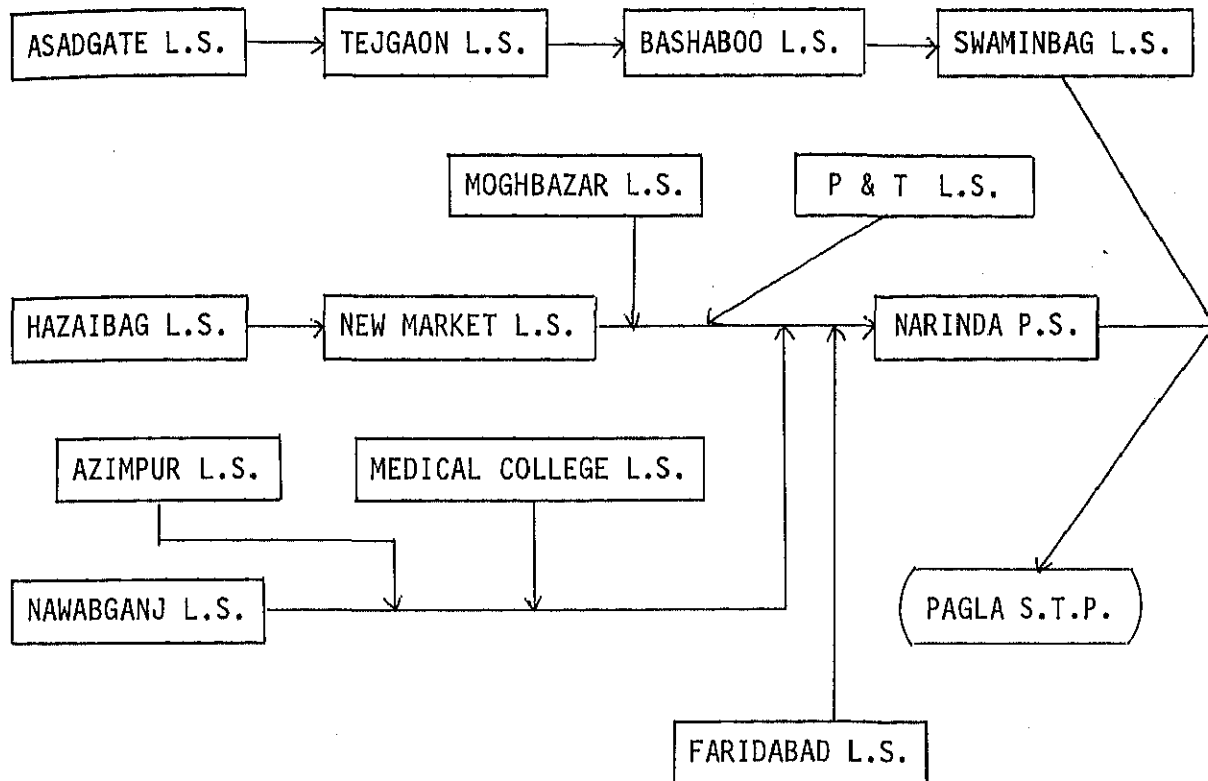 ASADGATE L.S.
TEJGAON L.S.
BASHABOO L.S.
SWAMINBAG L.S.
MOGHBAZAR L.S.
P & T L.S.
HAZAIBAG L.S.
NEW MARKET L.S.
NARINDA P.S.
AZIMPUR L.S.
MEDICAL COLLEGE L.S.
NAWABGANJ L.S.
PAGLA S.T.P.
FARIDABAD L.S.